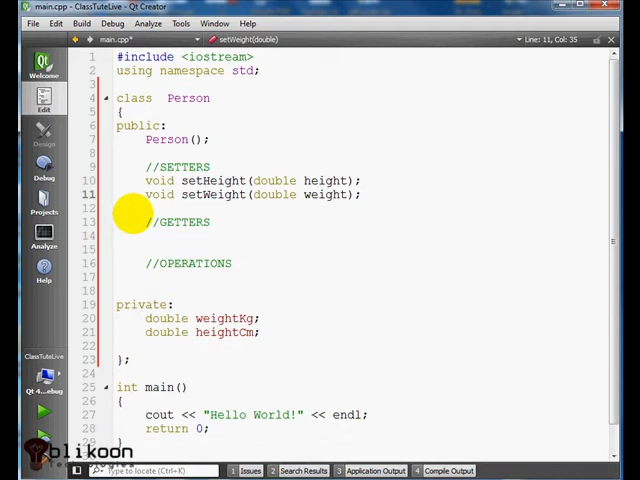 main.cpp* - ClassTuteLive - Qt Creator
File Edit Build Debug Analyze Tools Window Help
main.cpp* setWeight(double) Line: 11, Col: 35
Welcome
Edit
Design
Debug
Projects
Analyze
Help
ClassTuteLive
Qt 4...ebug
1 #include <iostream>
2 using namespace std;
3
4 class Person
5 {
6 public:
7 Person();
8
9 //SETTERS
10 void setHeight(double height);
11 void setWeight(double weight);
12
13 //GETTERS
14
15
16 //OPERATIONS
17
18
19 private:
20 double weightKg;
21 double heightCm;
22
23 };
24
25 int main()
26 {
27 cout << "Hello World!" << endl;
28 return 0;
29 }
blikoon
Technologies
Type to locate (Ctrl+K) 1 Issues 2 Search Results 3 Application Output 4 Compile Output